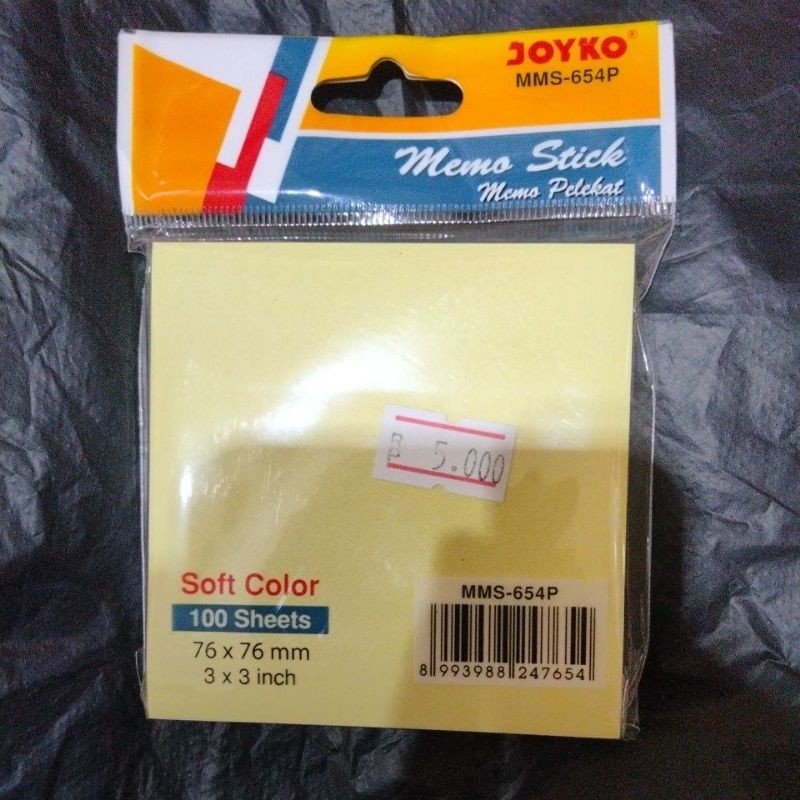 JOYKO®
MMS-654P
Memo Stick
Memo Pelekat
Rp 5.000
Soft Color
100 Sheets
76 x 76 mm
3 x 3 inch
MMS-654P
8 993988 247654